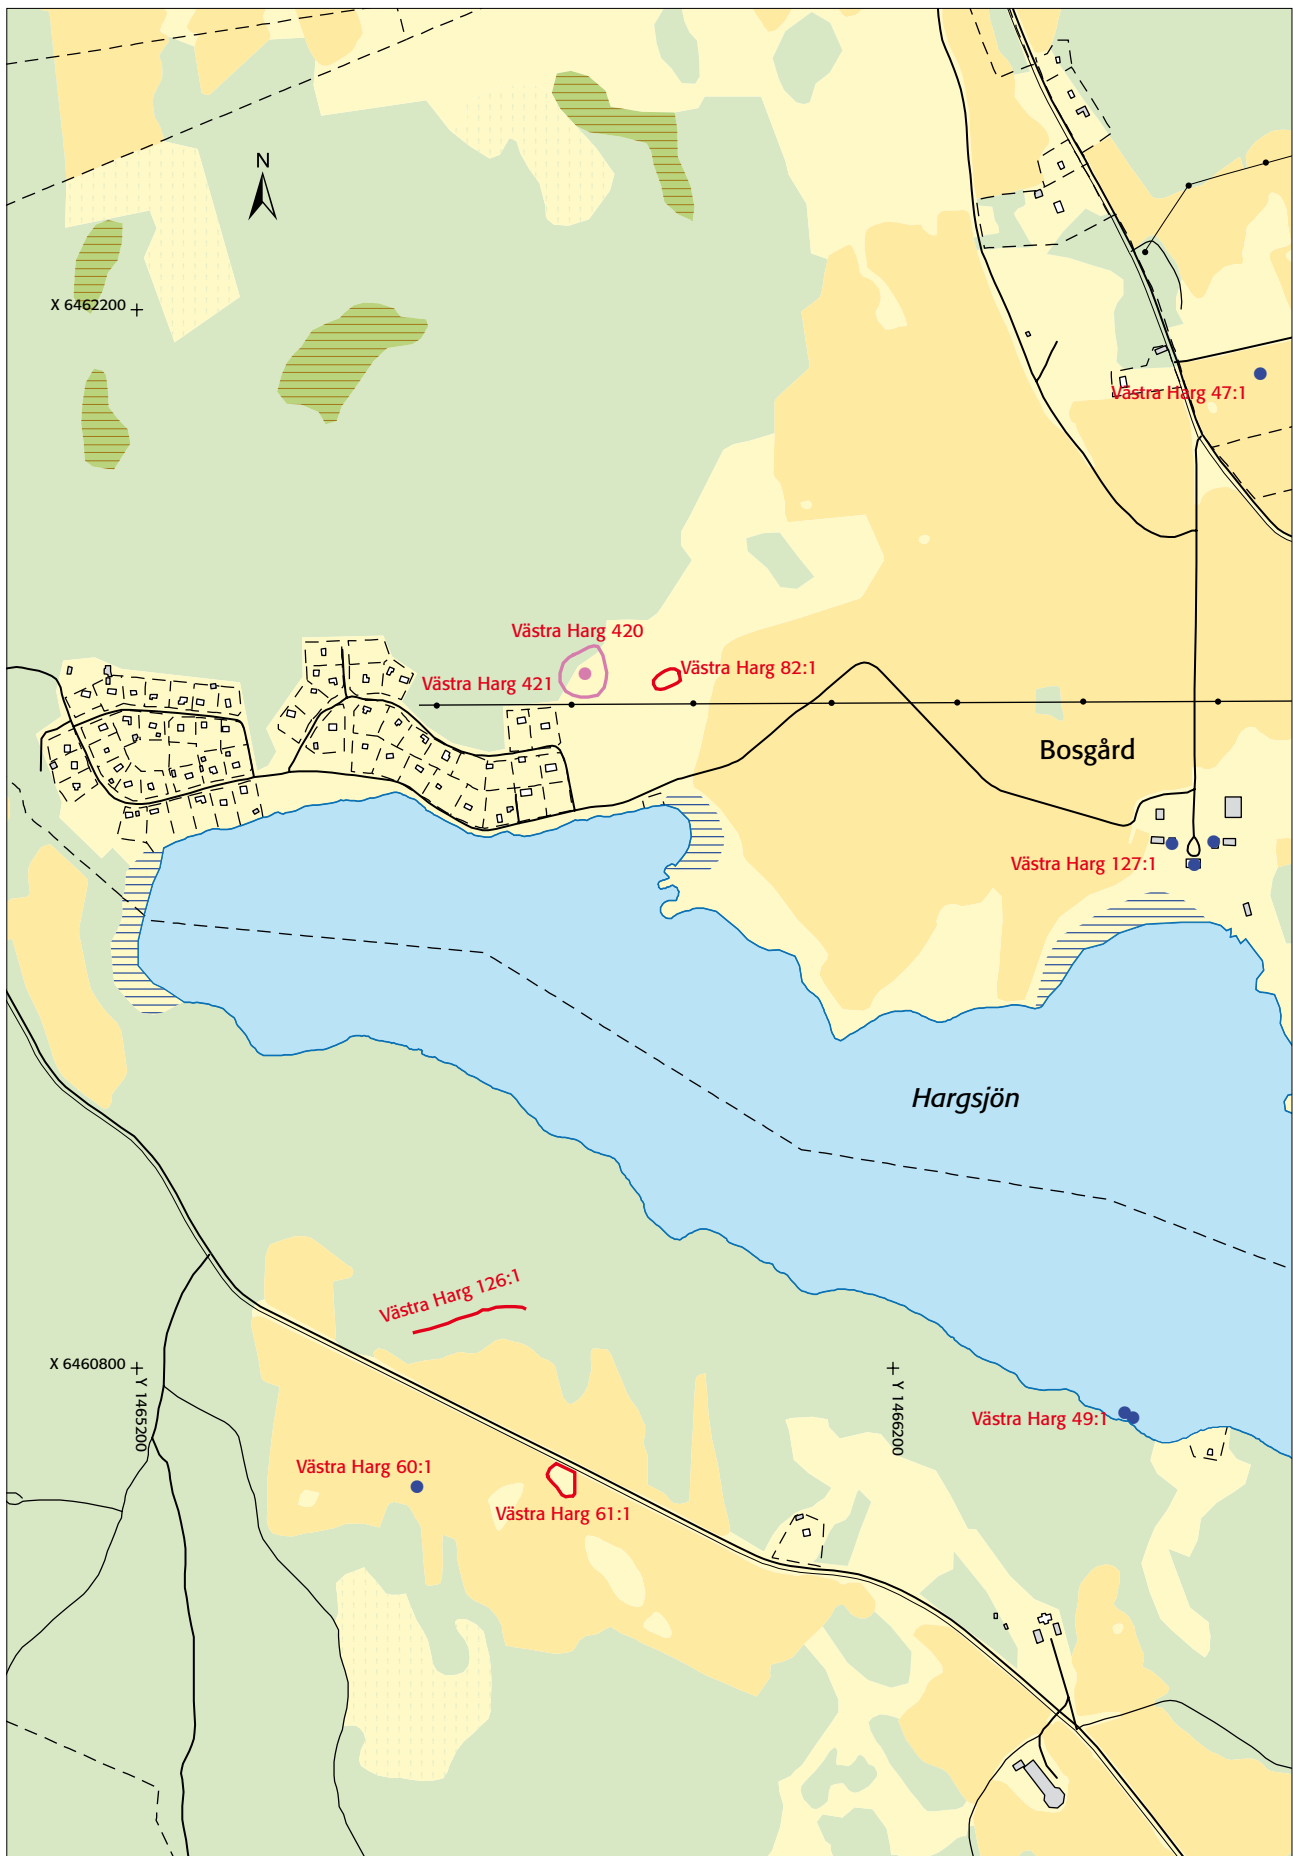 N
X 6462200
Västra Harg 47:1
Västra Harg 420
Västra Harg 82:1
Västra Harg 421
Bosgård
Västra Harg 127:1
Hargsjön
Västra Harg 126:1
X 6460800
Y 1465200
Y 1466200
Västra Harg 49:1
Västra Harg 60:1
Västra Harg 61:1